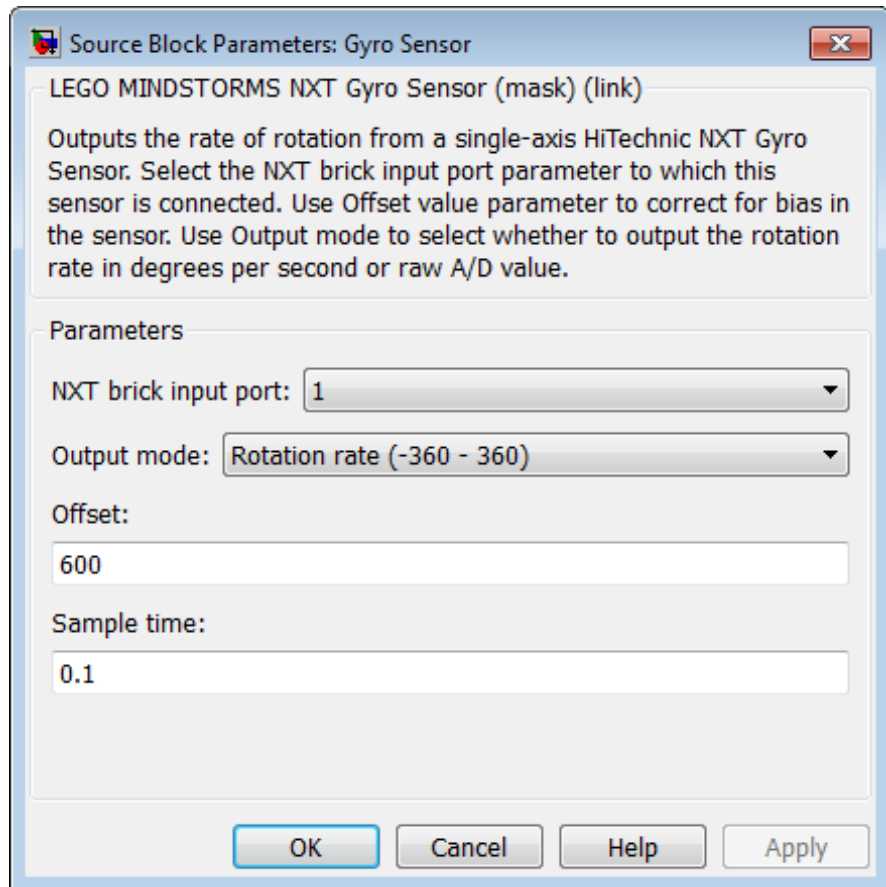 Source Block Parameters: Gyro Sensor
LEGO MINDSTORMS NXT Gyro Sensor (mask) (link)
Outputs the rate of rotation from a single-axis HiTechnic NXT Gyro
Sensor. Select the NXT brick input port parameter to which this
sensor is connected. Use Offset value parameter to correct for bias in
the sensor. Use Output mode to select whether to output the rotation
rate in degrees per second or raw A/D value.
Parameters
NXT brick input port: 1
Output mode: Rotation rate (-360 - 360)
Offset:
600
Sample time:
0.1
OK Cancel Help Apply